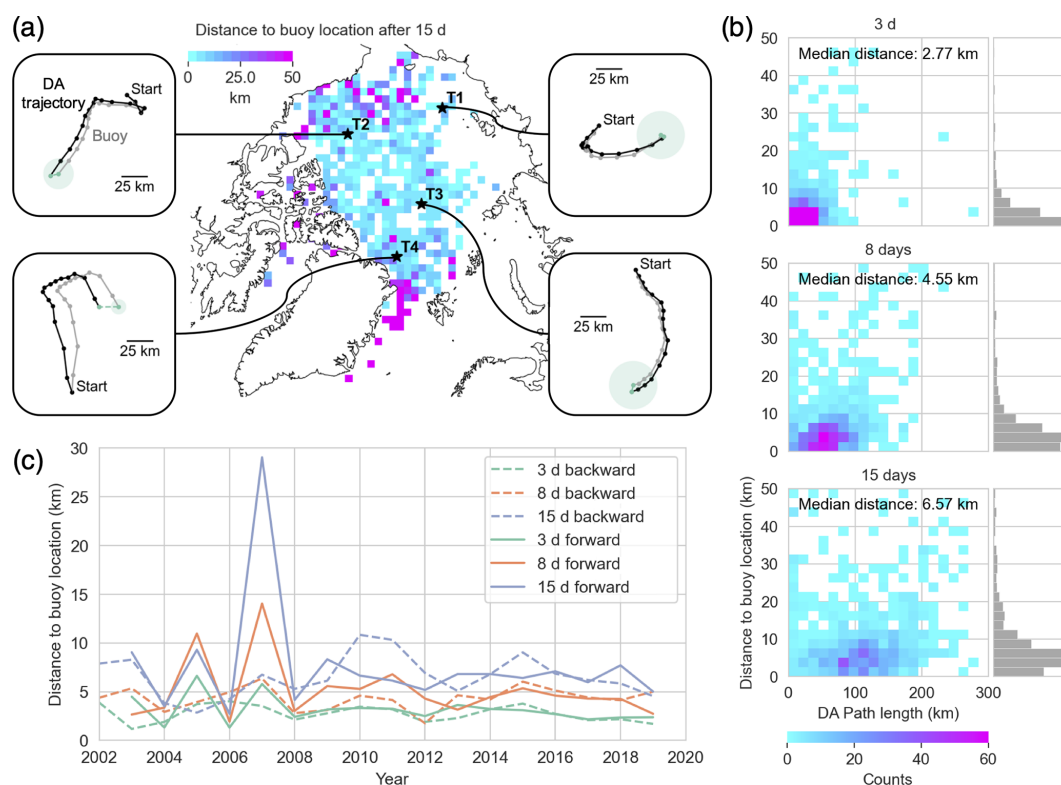 (a)
Distance to buoy location after 15 d
0 25.0 50
km
DA
trajectory
Start
Buoy
25 km
T1
T2
T3
T4
25 km
Start
Start
25 km
Start
25 km
(b)
3 d
Median distance: 2.77 km
50
40
30
20
10
0
8 days
Median distance: 4.55 km
50
40
30
20
10
0
15 days
Median distance: 6.57 km
50
40
30
20
10
0
Distance to buoy location (km)
0 100 200 300
DA Path length (km)
0 20 40 60
Counts
(c)
Distance to buoy location (km)
30
25
20
15
10
5
0
3 d backward
8 d backward
15 d backward
3 d forward
8 d forward
15 d forward
2002 2004 2006 2008 2010 2012 2014 2016 2018 2020
Year